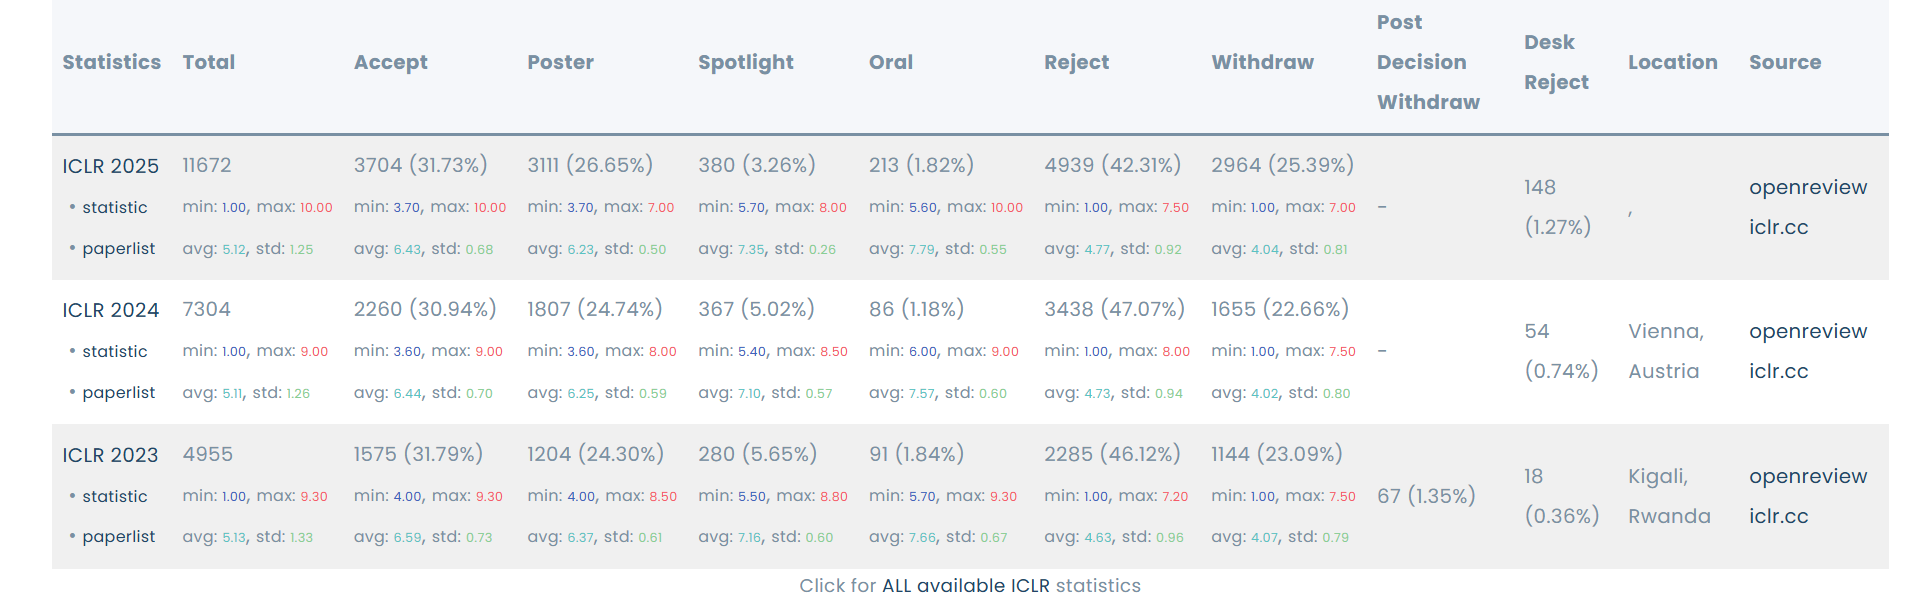 Statistics Total Accept Poster Spotlight Oral Reject Withdraw Post Decision Withdraw Desk Reject Location Source
ICLR 2025 11672 3704 (31.73%) 3111 (26.65%) 380 (3.26%) 213 (1.82%) 4939 (42.31%) 2964 (25.39%) - 148 (1.27%) , openreview iclr.cc
• statistic min: 1.00, max: 10.00 min: 3.70, max: 10.00 min: 3.70, max: 7.00 min: 5.70, max: 8.00 min: 5.60, max: 10.00 min: 1.00, max: 7.50 min: 1.00, max: 7.00
• paperlist avg: 5.12, std: 1.25 avg: 6.43, std: 0.68 avg: 6.23, std: 0.50 avg: 7.35, std: 0.26 avg: 7.79, std: 0.55 avg: 4.77, std: 0.92 avg: 4.04, std: 0.81
ICLR 2024 7304 2260 (30.94%) 1807 (24.74%) 367 (5.02%) 86 (1.18%) 3438 (47.07%) 1655 (22.66%) - 54 (0.74%) Vienna, Austria openreview iclr.cc
• statistic min: 1.00, max: 9.00 min: 3.60, max: 9.00 min: 3.60, max: 8.00 min: 5.40, max: 8.50 min: 6.00, max: 9.00 min: 1.00, max: 8.00 min: 1.00, max: 7.50
• paperlist avg: 5.11, std: 1.26 avg: 6.44, std: 0.70 avg: 6.25, std: 0.59 avg: 7.10, std: 0.57 avg: 7.57, std: 0.60 avg: 4.73, std: 0.94 avg: 4.02, std: 0.80
ICLR 2023 4955 1575 (31.79%) 1204 (24.30%) 280 (5.65%) 91 (1.84%) 2285 (46.12%) 1144 (23.09%) 67 (1.35%) 18 (0.36%) Kigali, Rwanda openreview iclr.cc
• statistic min: 1.00, max: 9.30 min: 4.00, max: 9.30 min: 4.00, max: 8.50 min: 5.50, max: 8.80 min: 5.70, max: 9.30 min: 1.00, max: 7.20 min: 1.00, max: 7.50
• paperlist avg: 5.13, std: 1.33 avg: 6.59, std: 0.73 avg: 6.37, std: 0.61 avg: 7.16, std: 0.60 avg: 7.66, std: 0.67 avg: 4.63, std: 0.96 avg: 4.07, std: 0.79
Click for ALL available ICLR statistics